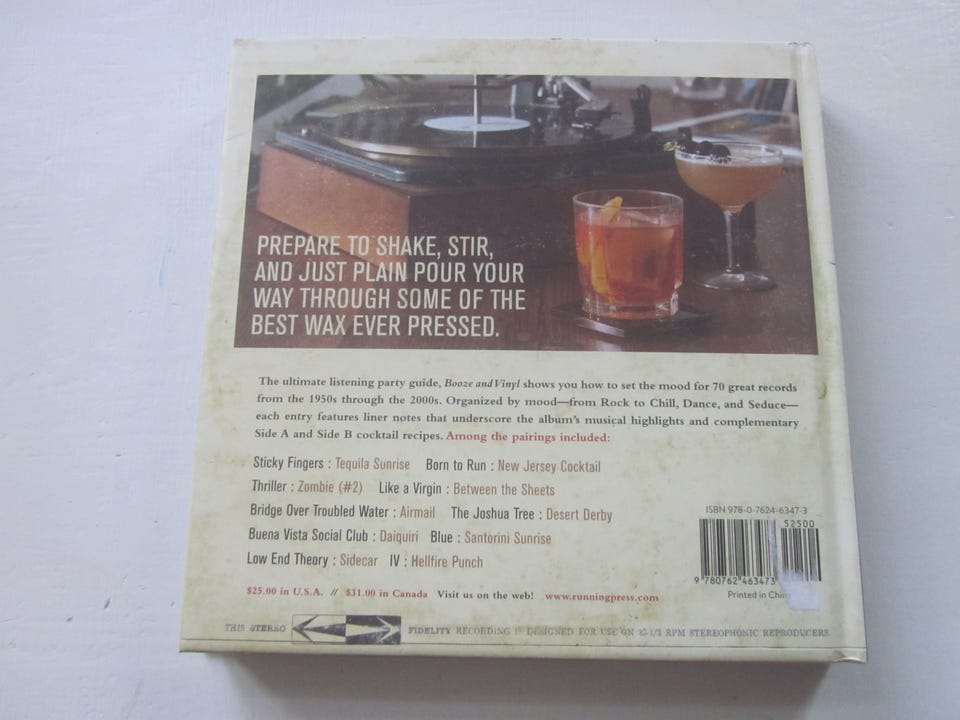 PREPARE TO SHAKE, STIR,
AND JUST PLAIN POUR YOUR
WAY THROUGH SOME OF THE
BEST WAX EVER PRESSED.
The ultimate listening party guide, Booze and Vinyl shows you how to set the mood for 70 great records
from the 1950s through the 2000s. Organized by mood—from Rock to Chill, Dance, and Seduce—
each entry features liner notes that underscore the album's musical highlights and complementary
Side A and Side B cocktail recipes. Among the pairings included:
Sticky Fingers : Tequila Sunrise Born to Run : New Jersey Cocktail
Thriller : Zombie (#2) Like a Virgin : Between the Sheets
Bridge Over Troubled Water : Airmail The Joshua Tree : Desert Derby
Buena Vista Social Club : Daiquiri Blue : Santorini Sunrise
Low End Theory : Sidecar IV : Hellfire Punch
$25.00 in U.S.A. // $31.00 in Canada Visit us on the web! www.runningpress.com
ISBN 978-0-7624-6347-3
52500
9 780762 463473
Printed in Chin
THIS STEREO FIDELITY RECORDING IS DESIGNED FOR USE ON 33-1/3 RPM STEREOPHONIC REPRODUCERS